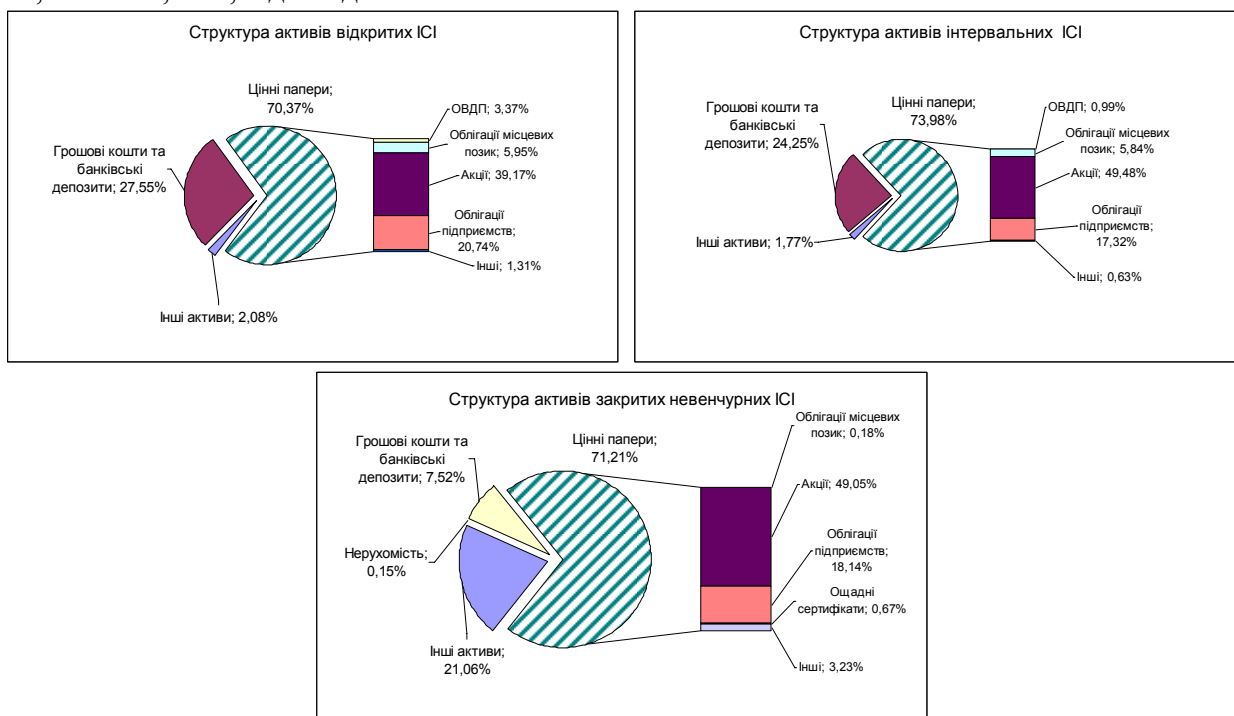 Структура активів відкритих ІСІ
Цінні папери;
70,37%
Грошові кошти та
банківські
депозити; 27,55%
Інші активи; 2,08%
ОВДП; 3,37%
Облігації місцевих
позик; 5,95%
Акції; 39,17%
Облігації
підприємств;
20,74%
Інші; 1,31%
Структура активів інтервальних ІСІ
Цінні папери;
73,98%
Грошові кошти та
банківські
депозити; 24,25%
Інші активи; 1,77%
ОВДП; 0,99%
Облігації місцевих
позик; 5,84%
Акції; 49,48%
Облігації
підприємств;
17,32%
Інші; 0,63%
Структура активів закритих невенчурних ІСІ
Грошові кошти та
банківські
депозити; 7,52%
Цінні папери;
71,21%
Нерухомість;
0,15%
Інші активи;
21,06%
Облігації місцевих
позик; 0,18%
Акції; 49,05%
Облігації
підприємств;
18,14%
Ощадні
сертифікати; 0,67%
Інші; 3,23%